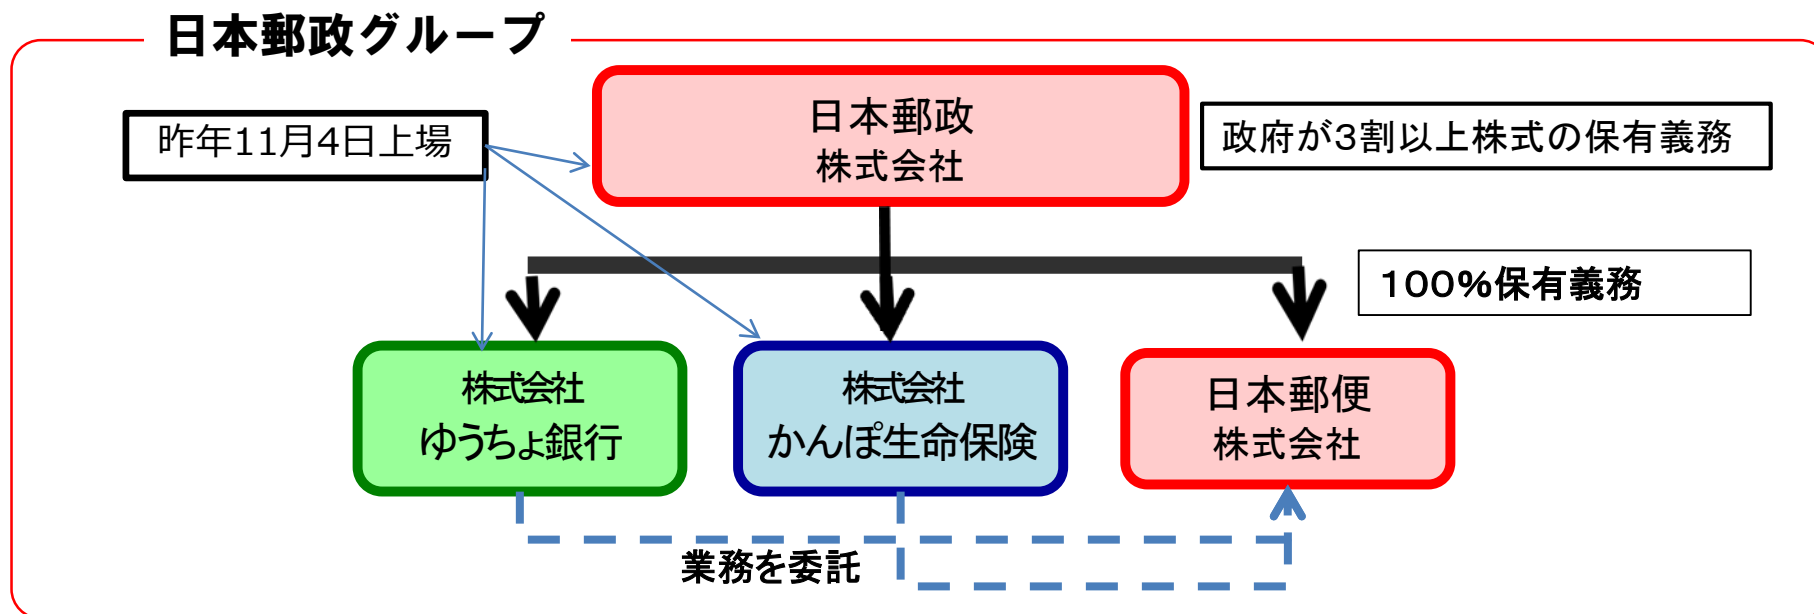 日本郵政グループ
昨年11月4日上場
日本郵政
株式会社
政府が3割以上株式の保有義務
100%保有義務
株式会社
ゆうちょ銀行
株式会社
かんぽ生命保険
日本郵便
株式会社
業務を委託